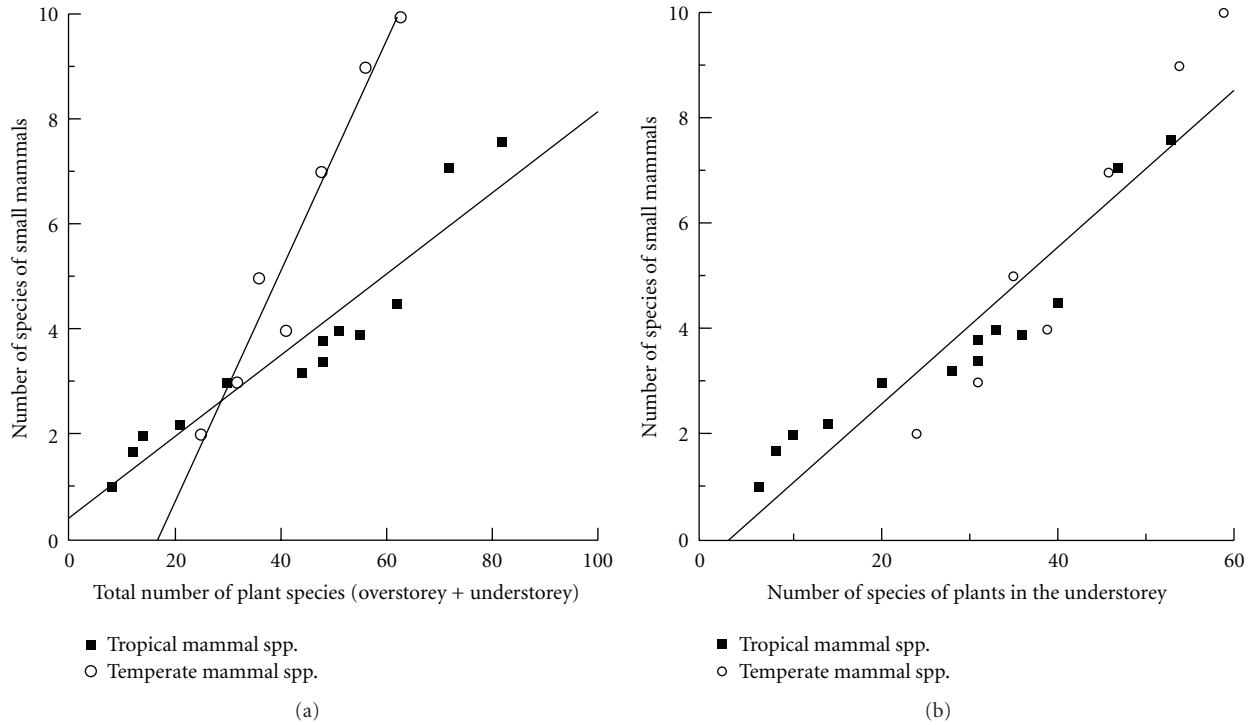 Number of species of small mammals
10
8
6
4
2
0
0 20 40 60 80 100
Total number of plant species (overstorey + understorey)
Tropical mammal spp.
Temperate mammal spp.
(a)
Number of species of small mammals
10
8
6
4
2
0
0 20 40 60
Number of species of plants in the understorey
Tropical mammal spp.
Temperate mammal spp.
(b)